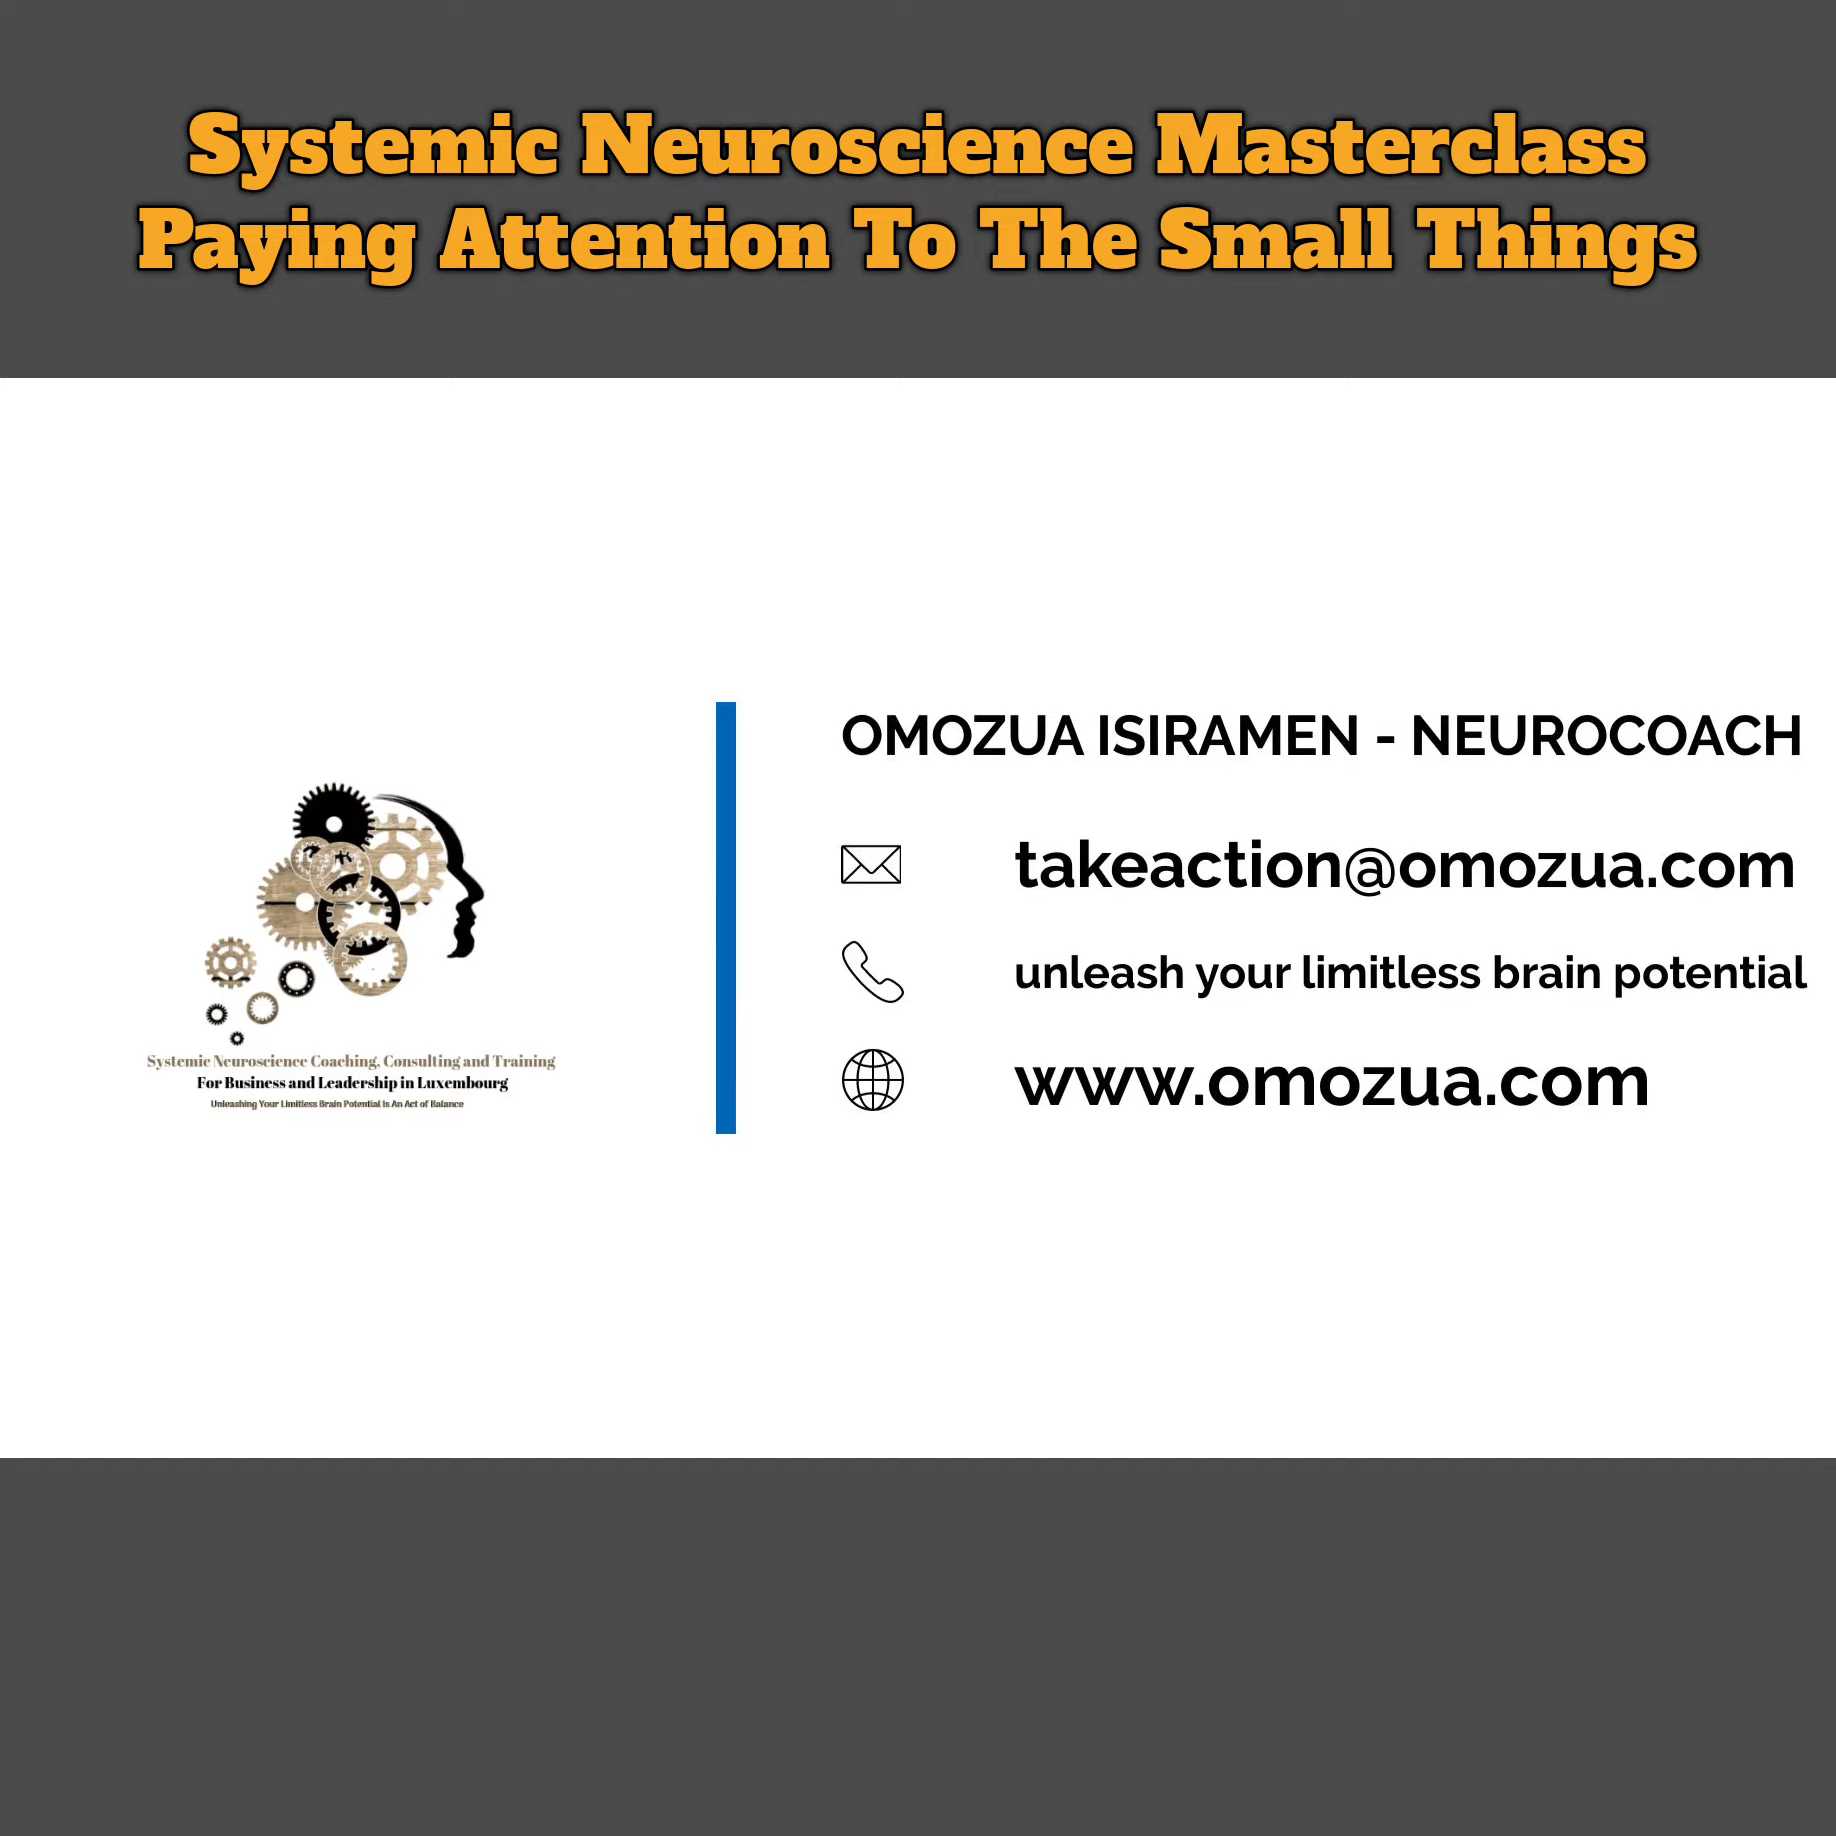 Systemic Neuroscience Masterclass
Paying Attention To The Small Things
OMOZUA ISIRAMEN - NEUROCOACH
takeaction@omozua.com
unleash your limitless brain potential
www.omozua.com
Systemic Neuroscience Coaching, Consulting and Training
For Business and Leadership in Luxembourg
Unleashing Your Limitless Brain Potential Is An Act of Balance